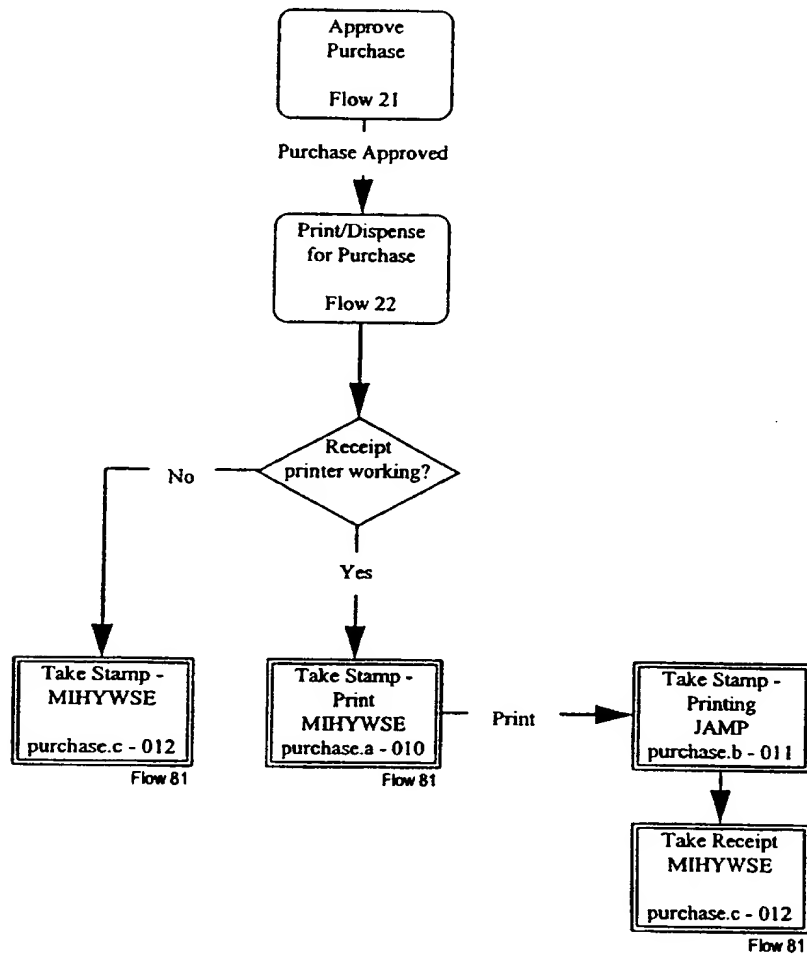 Approve
Purchase
Flow 21
Purchase Approved
Print/Dispense
for Purchase
Flow 22
Receipt
printer working?
No
Yes
Take Stamp -
MIHYWSE
purchase.c - 012
Flow 81
Take Stamp -
Print
MIHYWSE
purchase.a - 010
Flow 81
Print
Take Stamp -
Printing
JAMP
purchase.b - 011
Take Receipt
MIHYWSE
purchase.c - 012
Flow 81